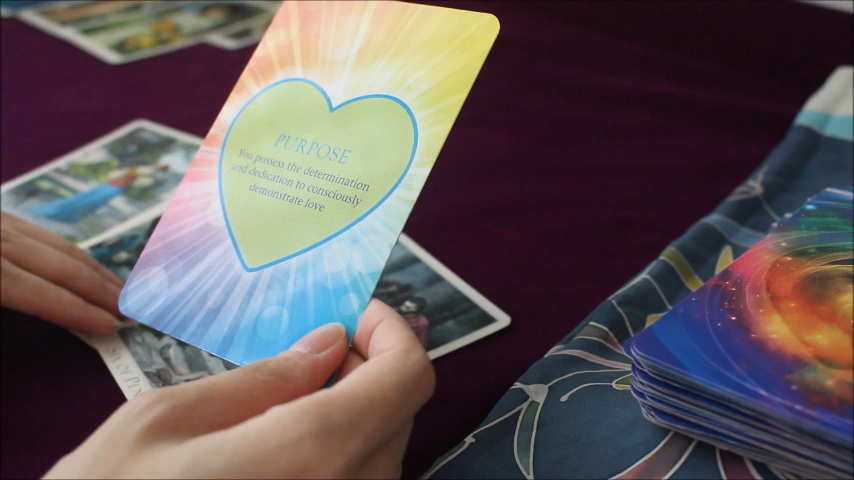 PURPOSE
You possess the determination
and dedication to consciously
demonstrate love